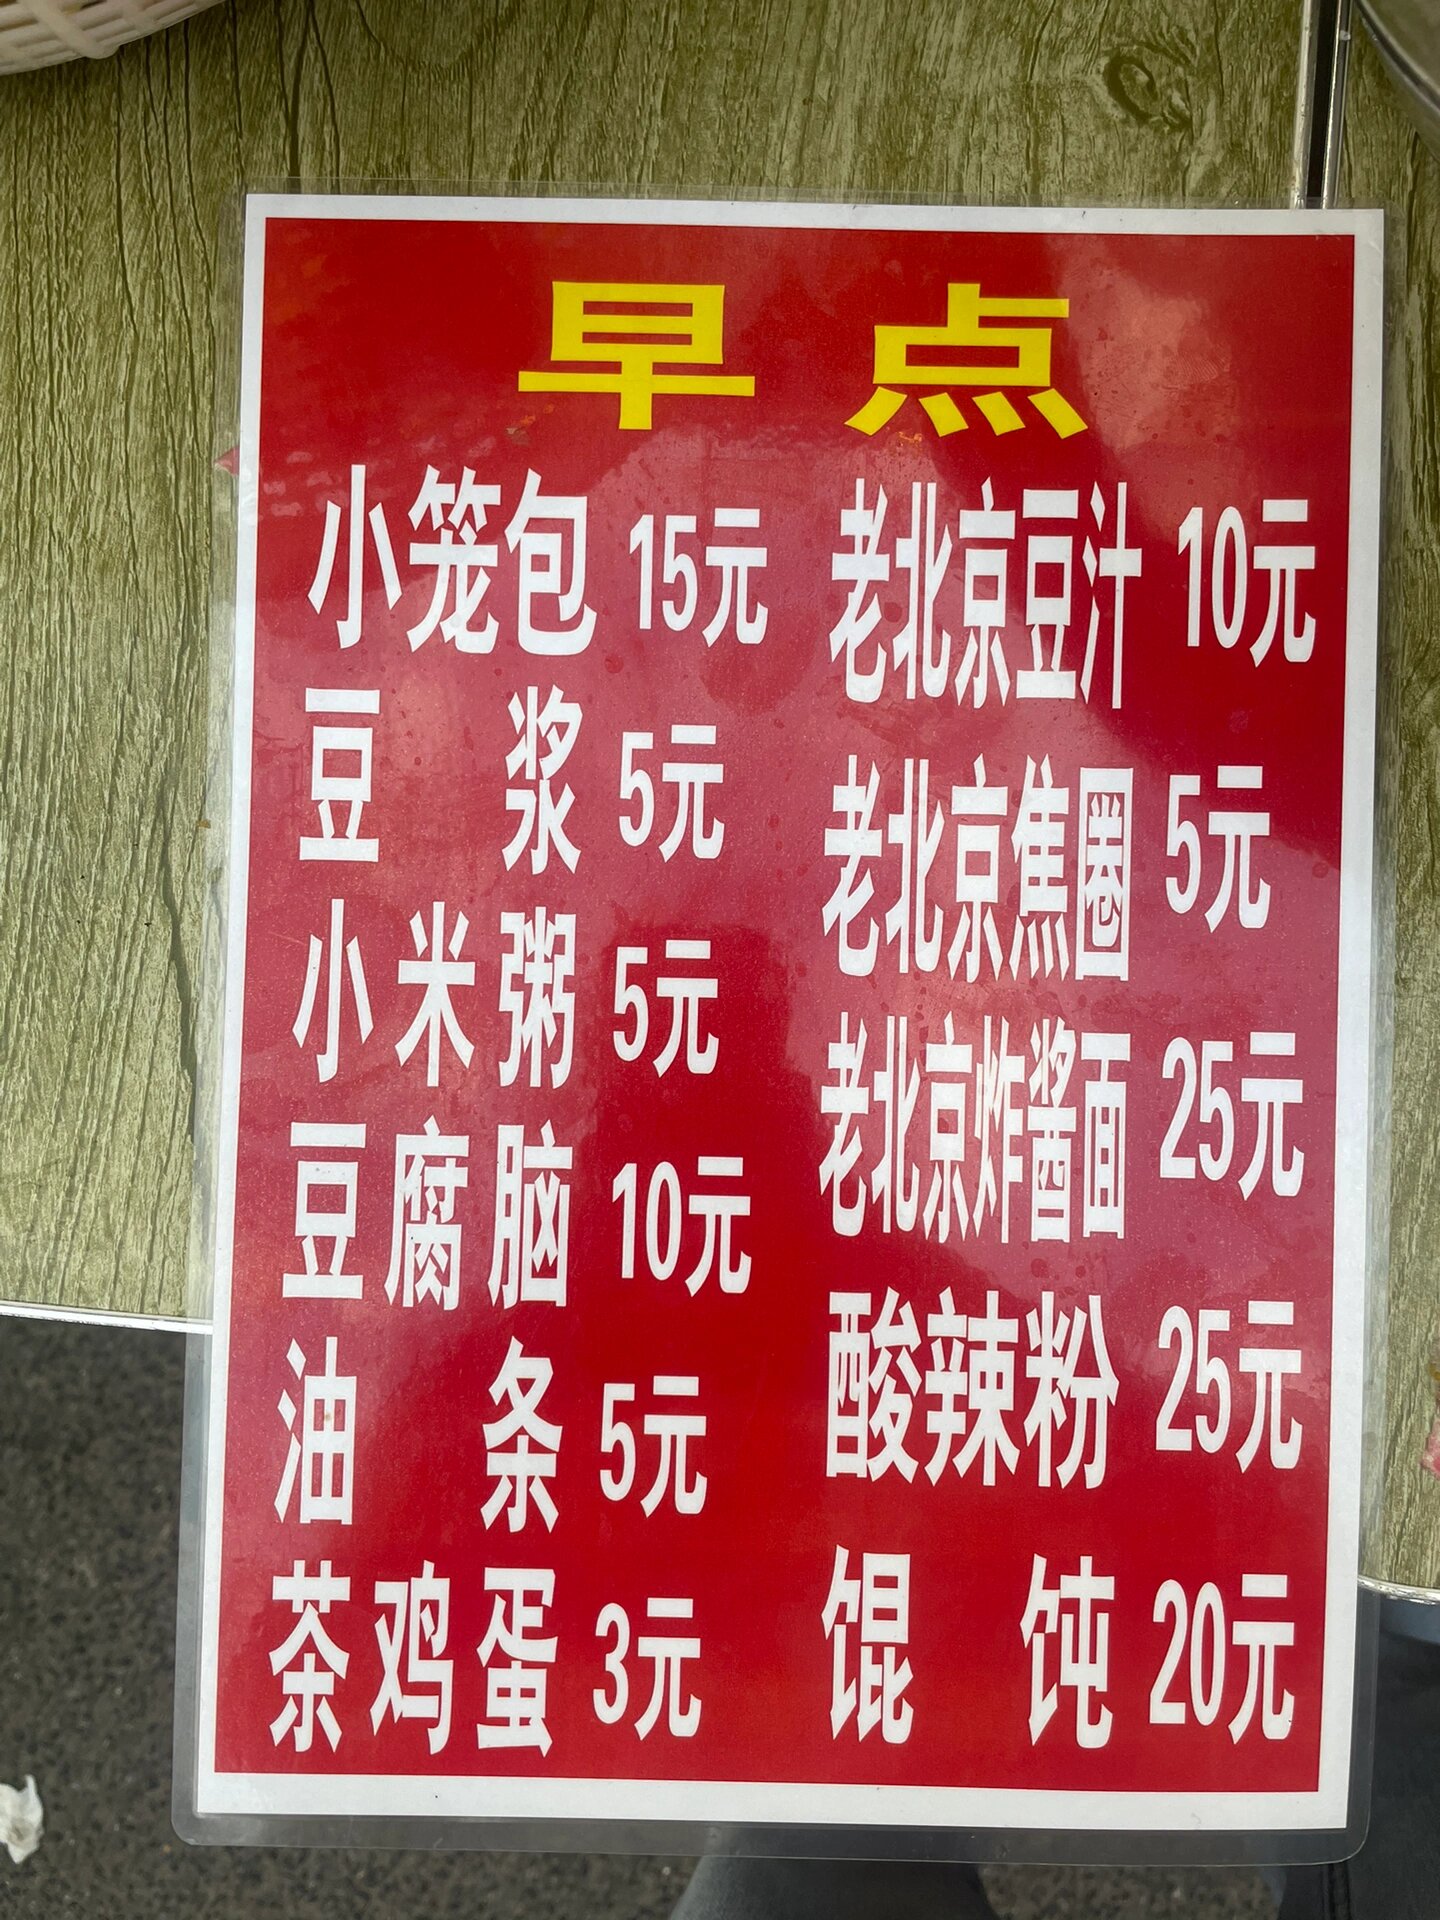 早点
小笼包 15元
豆浆 5元
小米粥 5元
豆腐脑 10元
油条 5元
茶鸡蛋 3元
老北京豆汁 10元
老北京焦圈 5元
老北京炸酱面 25元
酸辣粉 25元
馄饨 20元